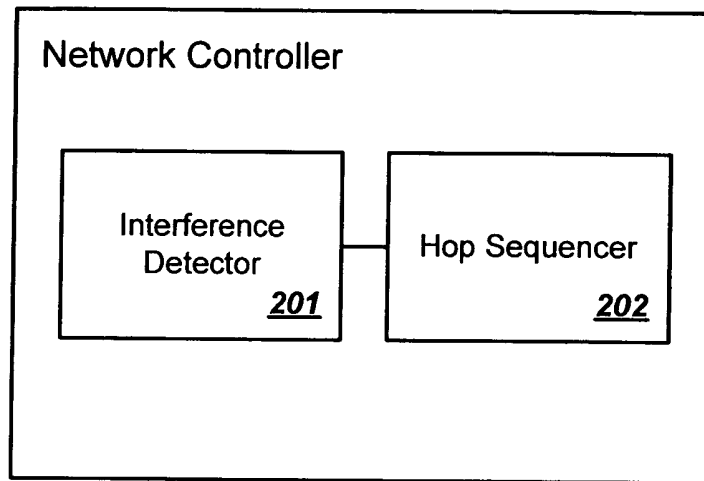 Network Controller
Interference
Detector
201
Hop Sequencer
202